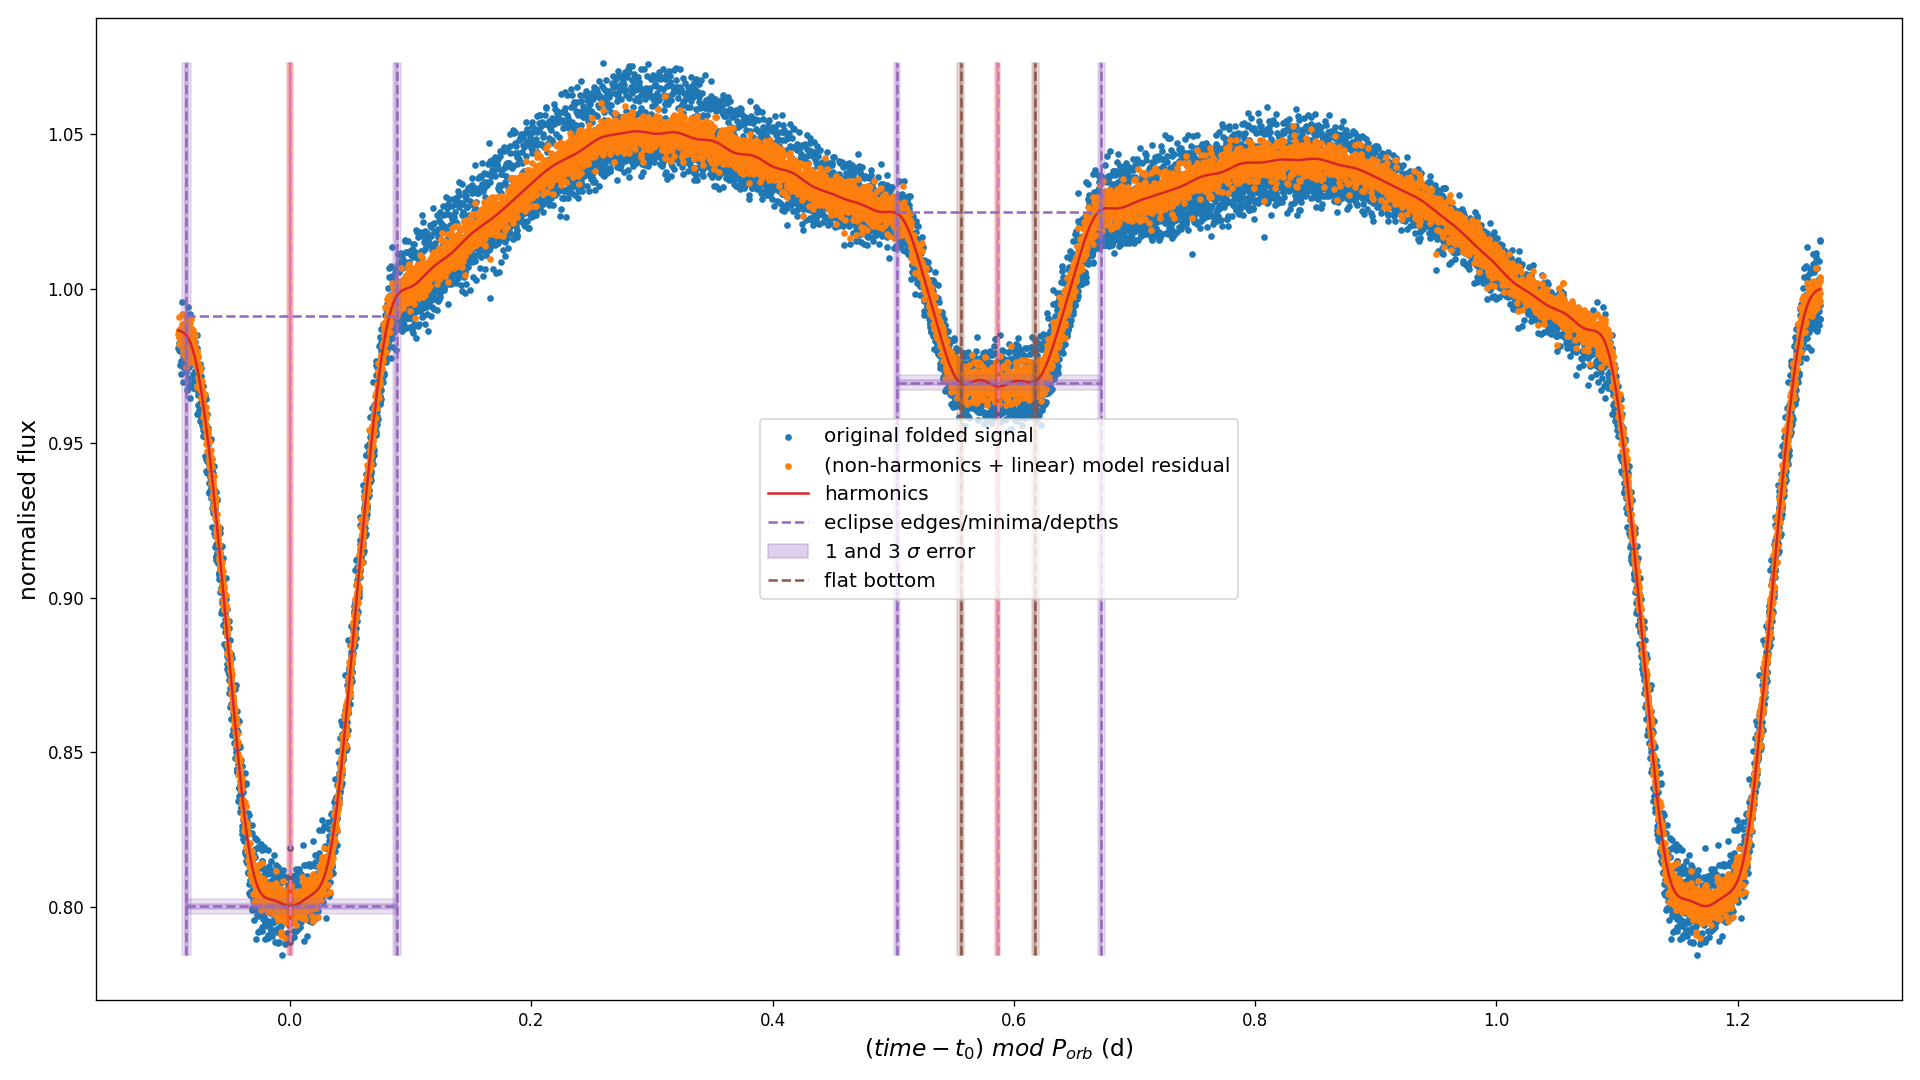 normalised flux
1.05
1.00
0.95
0.90
0.85
0.80
original folded signal
(non-harmonics + linear) model residual
harmonics
eclipse edges/minima/depths
1 and 3 σ error
flat bottom
0.0 0.2 0.4 0.6 0.8 1.0 1.2
(time − t₀) mod Pₒᵣb (d)